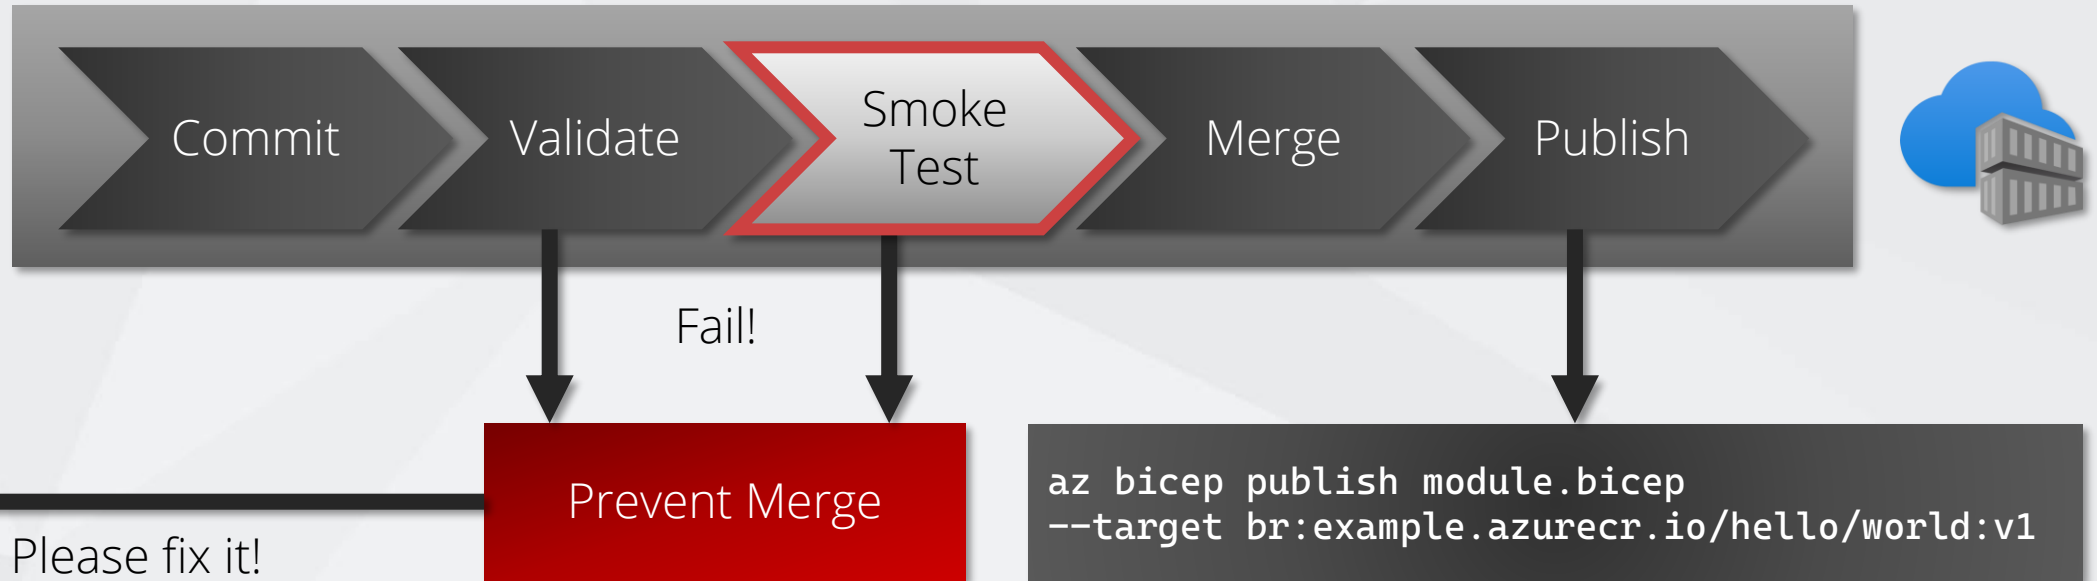 Commit
Validate
Smoke
Test
Merge
Publish
Fail!
Prevent Merge
Please fix it!
az bicep publish module.bicep
--target br:example.azurecr.io/hello/world:v1